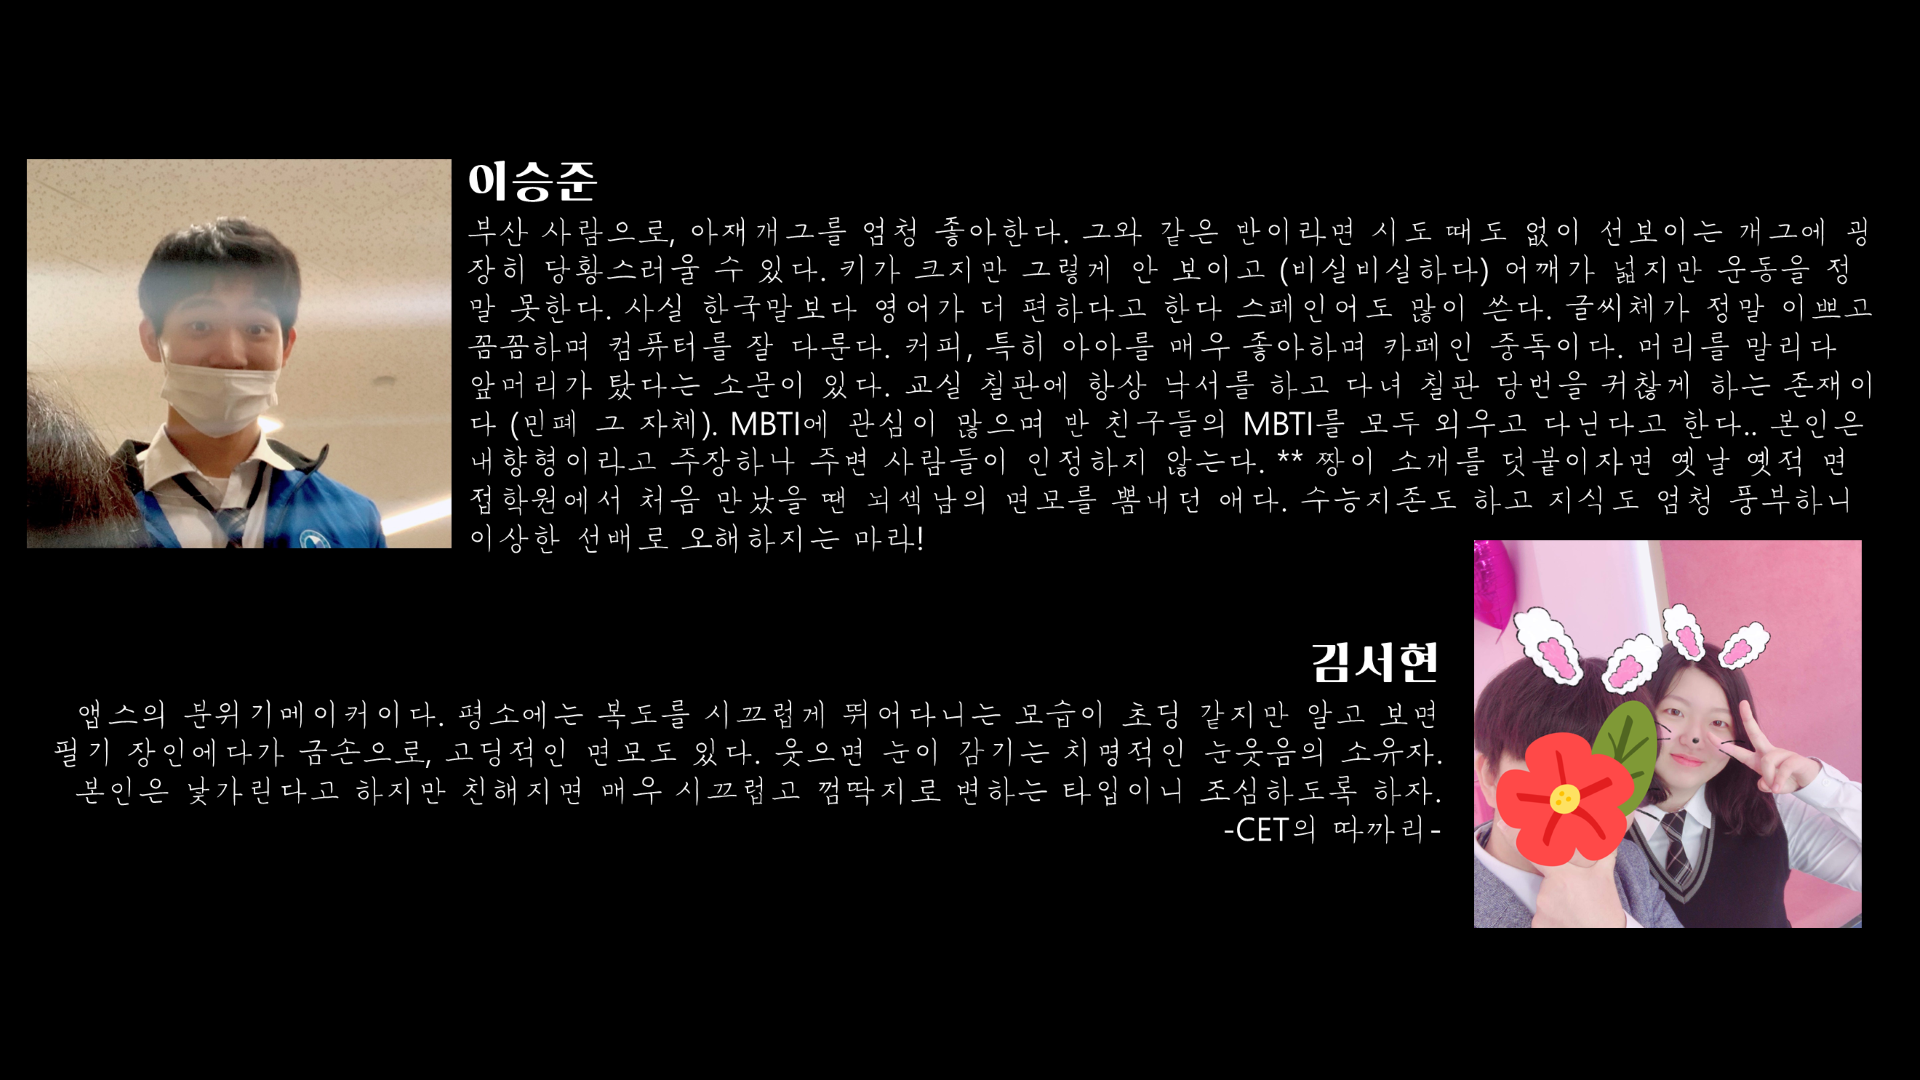 이승준
부산 사람으로, 아재개그를 엄청 좋아한다. 그와 같은 반이라면 시도 때도 없이 선보이는 개그에 굉
장히 당황스러울 수 있다. 키가 크지만 그렇게 안 보이고 (비실비실하다) 어깨가 넓지만 운동을 정
말 못한다. 사실 한국말보다 영어가 더 편하다고 한다 스페인어도 많이 쓴다. 글씨체가 정말 이쁘고
꼼꼼하며 컴퓨터를 잘 다룬다. 커피, 특히 아아를 매우 좋아하며 카페인 중독이다. 머리를 말리다
앞머리가 탔다는 소문이 있다. 교실 칠판에 항상 낙서를 하고 다녀 칠판 당번을 귀찮게 하는 존재이
다 (민폐 그 자체). MBTI에 관심이 많으며 반 친구들의 MBTI를 모두 외우고 다닌다고 한다.. 본인은
내향형이라고 주장하나 주변 사람들이 인정하지 않는다. ** 짱이 소개를 덧붙이자면 옛날 옛적 면
접학원에서 처음 만났을 땐 뇌섹남의 면모를 뽐내던 애다. 수능지존도 하고 지식도 엄청 풍부하니
이상한 선배로 오해하지는 마라!
김서현
앱스의 분위기메이커이다. 평소에는 복도를 시끄럽게 뛰어다니는 모습이 초딩 같지만 알고 보면
필기 장인에다가 금손으로, 고딩적인 면모도 있다. 웃으면 눈이 감기는 치명적인 눈웃음의 소유자.
본인은 낯가린다고 하지만 친해지면 매우 시끄럽고 껌딱지로 변하는 타입이니 조심하도록 하자.
-CET의 따까리-